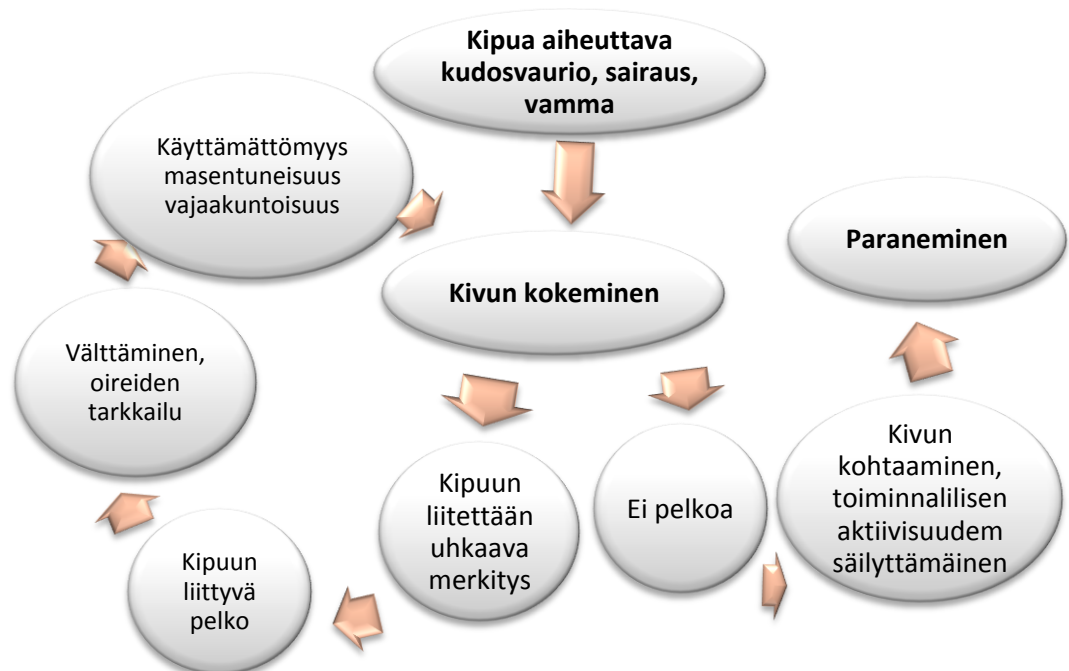 Kipua aiheuttava
kudosvaurio, sairaus,
vamma
Käyttämättömyys
masentuneisuus
vajaakuntoisuus
Paraneminen
Kivun kokeminen
Välttäminen,
oireiden
tarkkailu
Kivun
kohtaaminen,
toiminnalilisen
aktiivisuudem
säilyttämäinen
Kipuun
liitettään
uhkaava
merkitys
Ei pelkoa
Kipuun
liittyvä
pelko